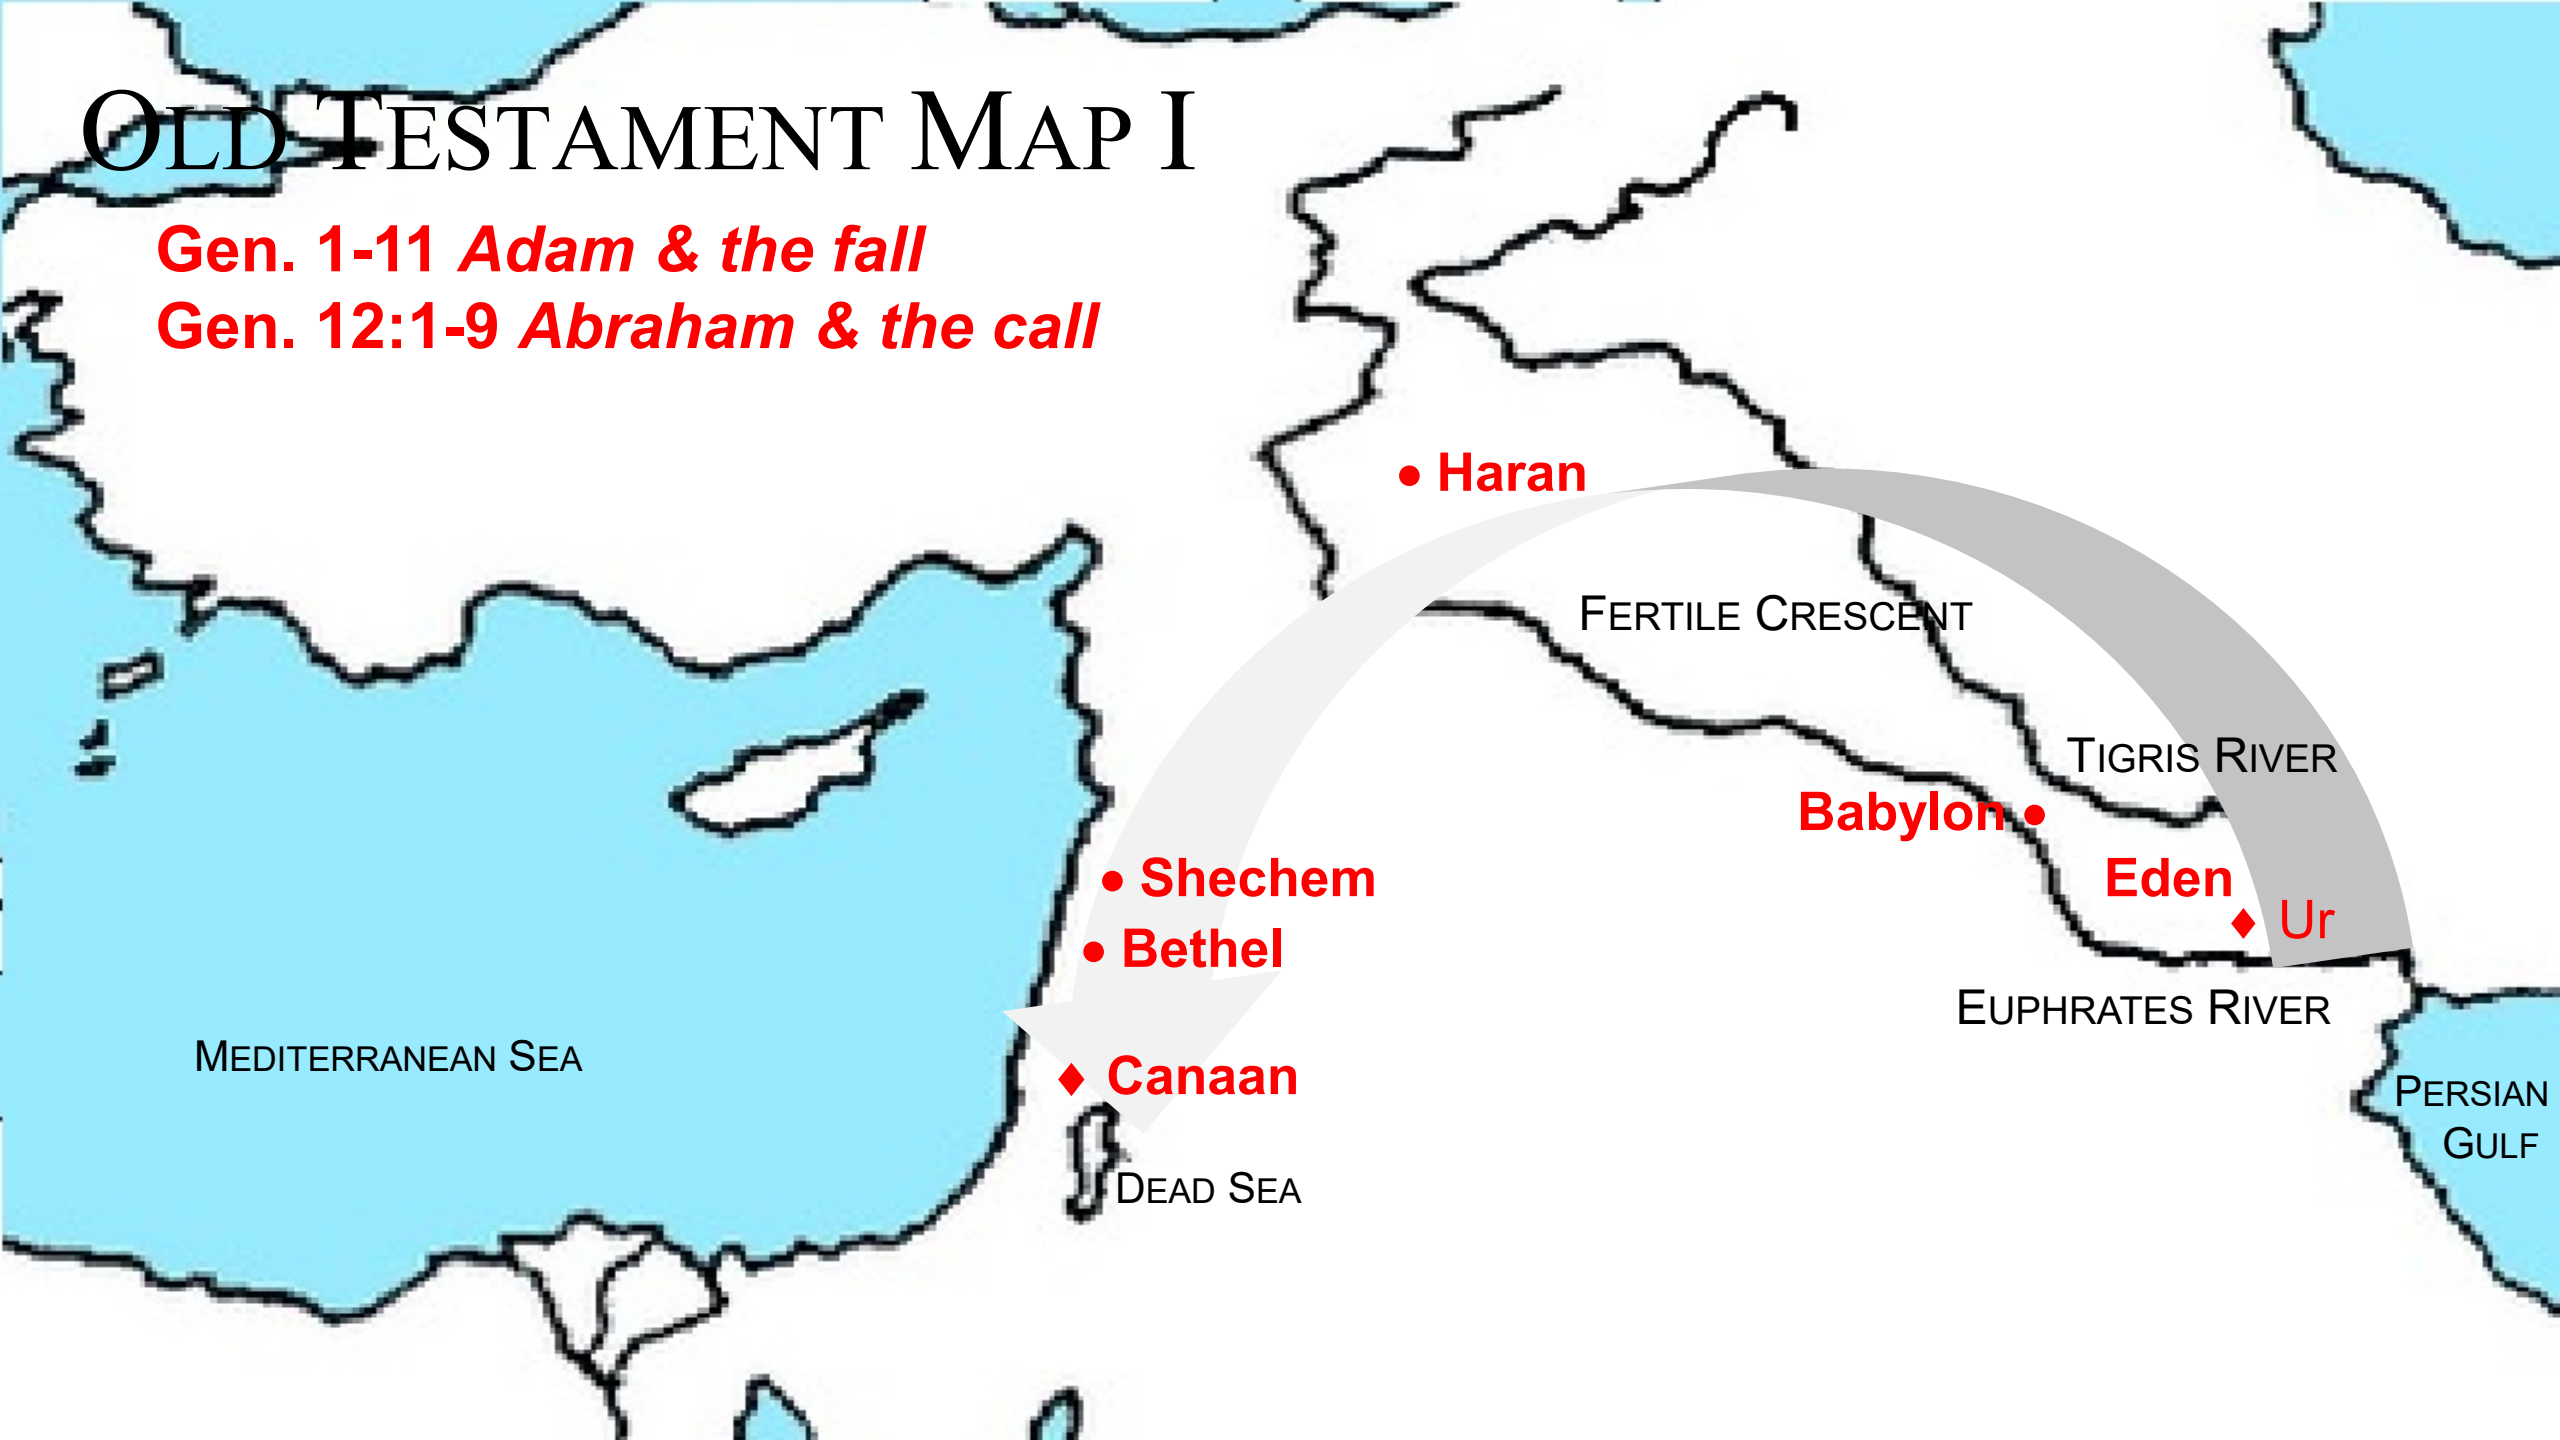 OLD TESTAMENT MAP I
Gen. 1-11 Adam & the fall
Gen. 12:1-9 Abraham & the call
• Haran
FERTILE CRESCENT
TIGRIS RIVER
Babylon •
• Shechem
Eden
♦ Ur
• Bethel
EUPHRATES RIVER
MEDITERRANEAN SEA
♦ Canaan
PERSIAN
GULF
DEAD SEA